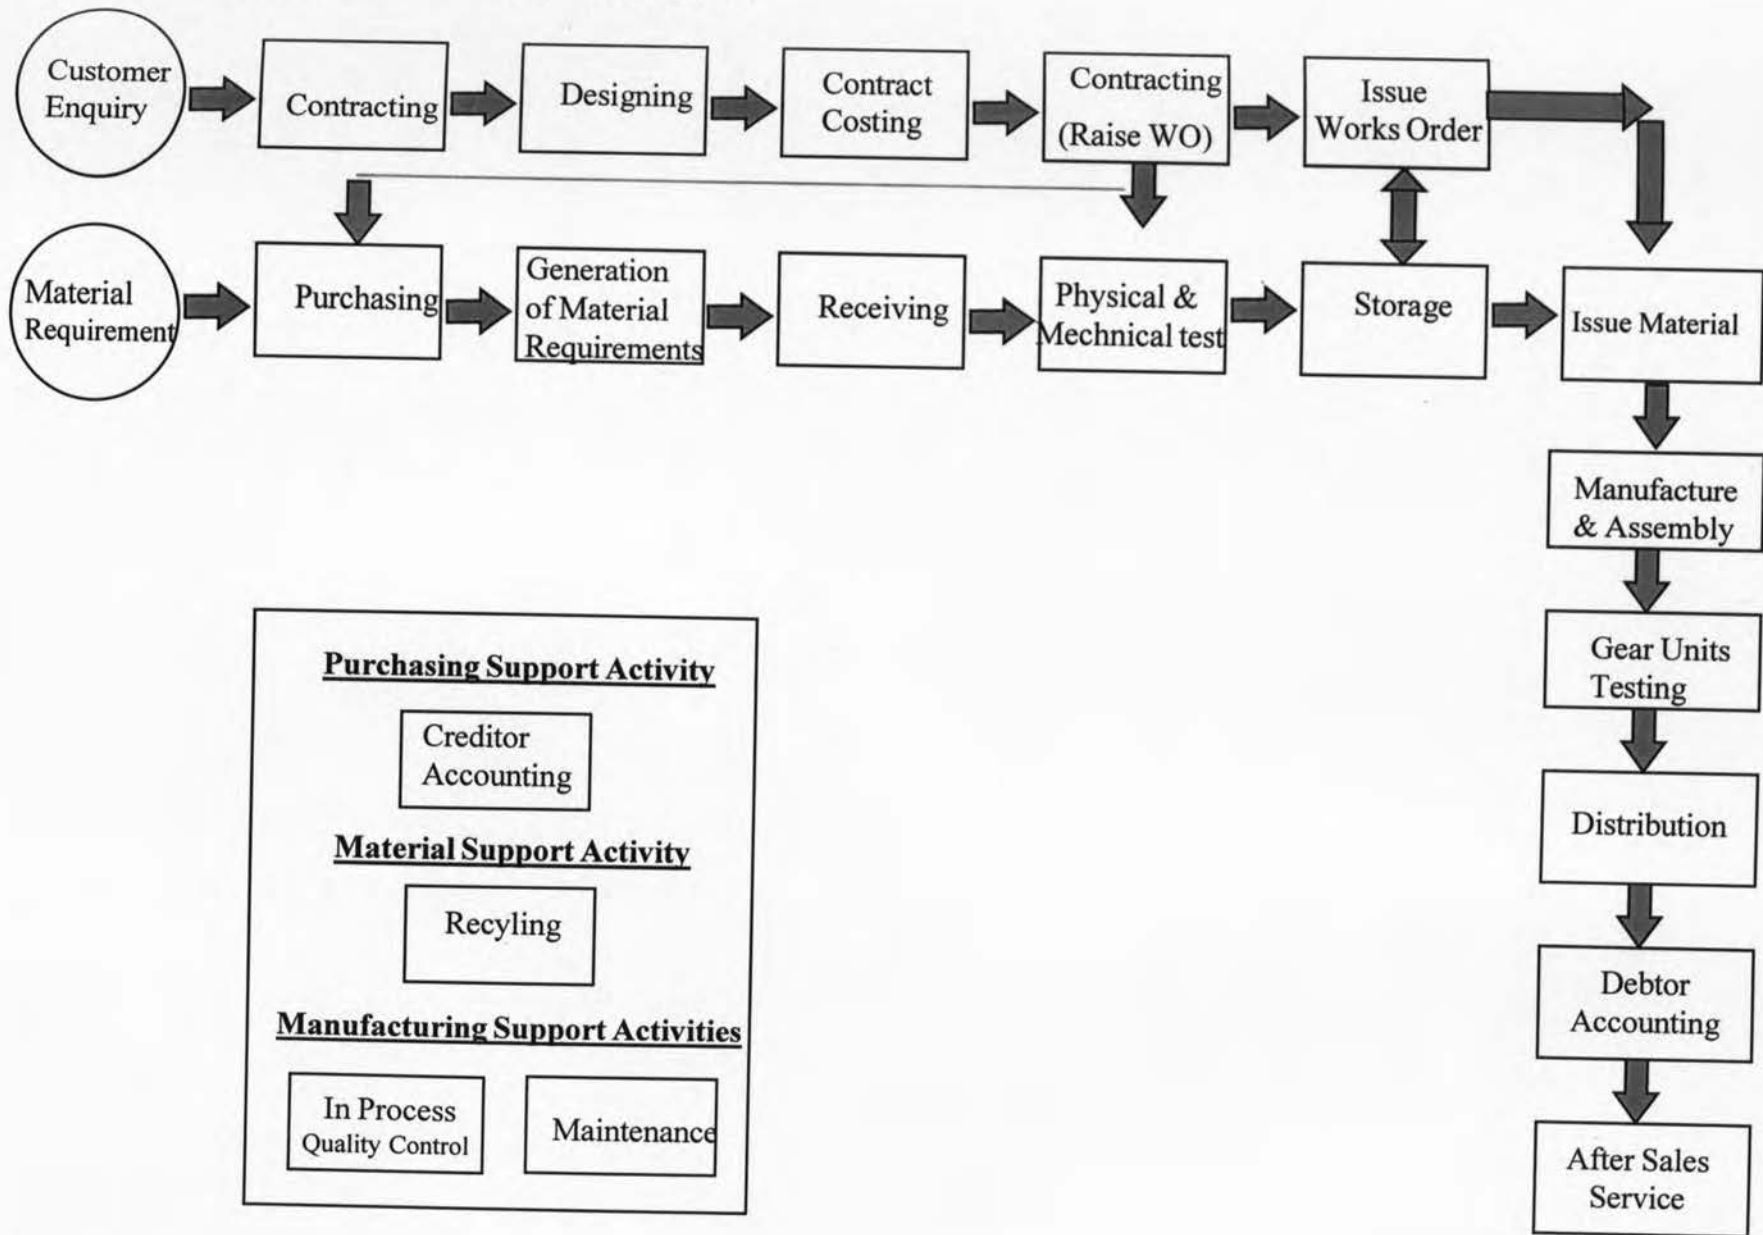 Customer
Enquiry
Contracting
Designing
Contract
Costing
Contracting
(Raise WO)
Issue
Works Order
Material
Requirement
Purchasing
Generation
of Material
Requirements
Receiving
Physical &
Mechnical test
Storage
Issue Material
Manufacture
& Assembly
Gear Units
Testing
Distribution
Debtor
Accounting
After Sales
Service
Purchasing Support Activity
Creditor
Accounting
Material Support Activity
Recyling
Manufacturing Support Activities
In Process
Quality Control
Maintenance